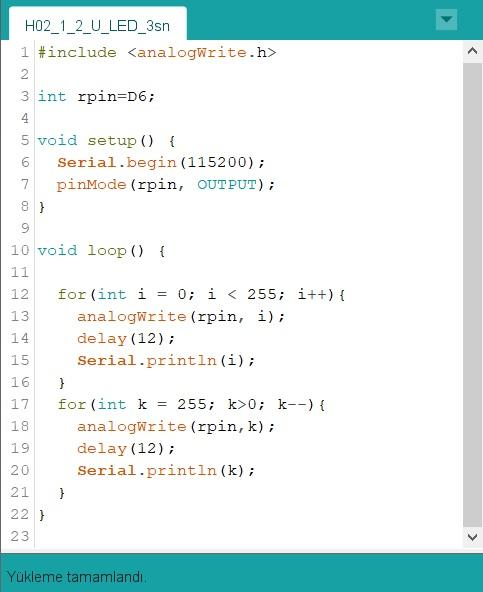 H02_1_2_U_LED_3sn
1 #include <analogWrite.h>
2
3 int rpin=D6;
4
5 void setup() {
6   Serial.begin(115200);
7   pinMode(rpin, OUTPUT);
8 }
9
10 void loop() {
11
12   for(int i = 0; i < 255; i++){
13     analogWrite(rpin, i);
14     delay(12);
15     Serial.println(i);
16   }
17   for(int k = 255; k>0; k--){
18     analogWrite(rpin,k);
19     delay(12);
20     Serial.println(k);
21   }
22 }
23
Yükleme tamamlandı.